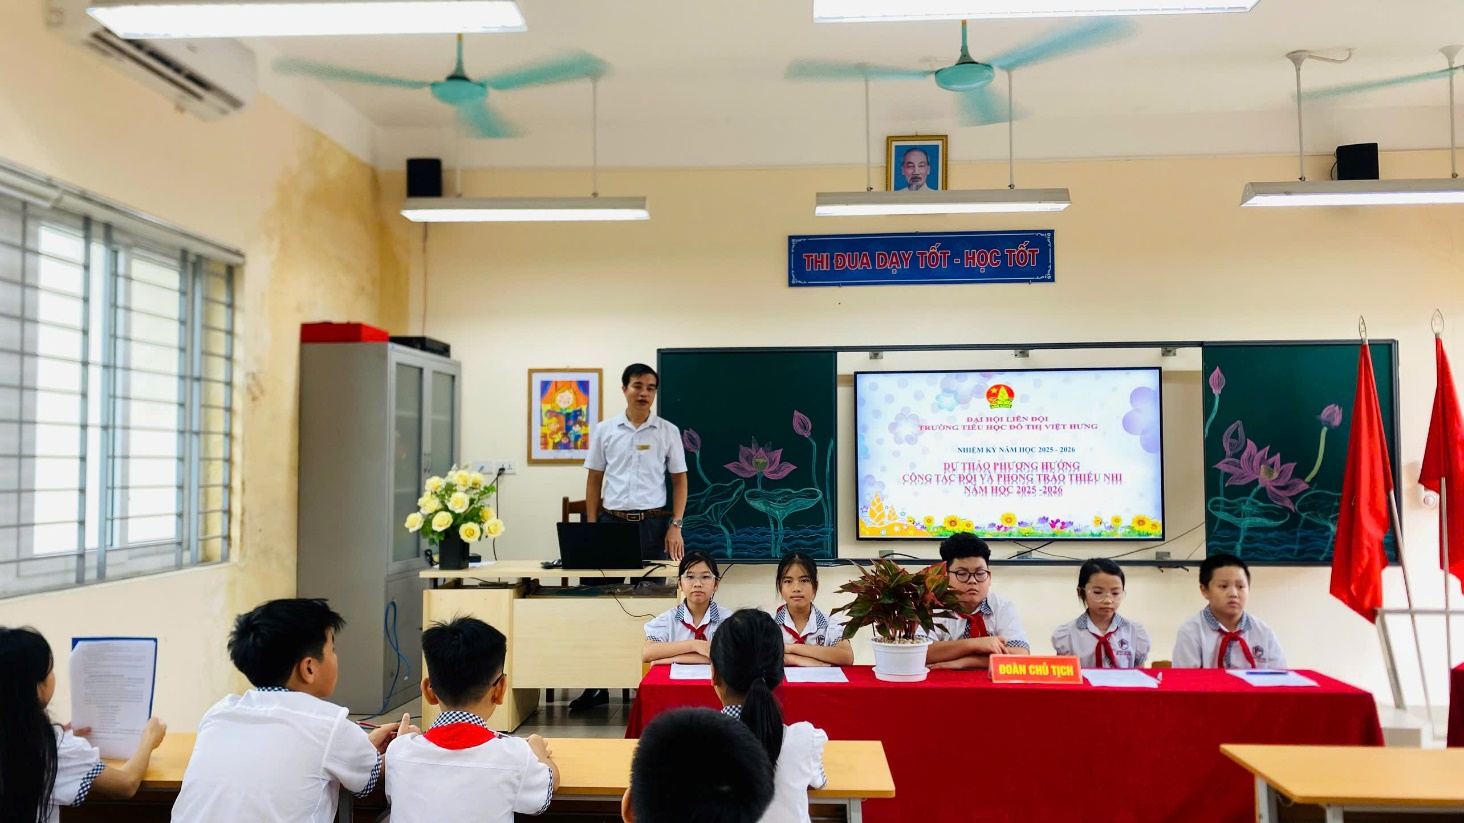 THI ĐUA DẠY TỐT - HỌC TỐT
ĐẠI HỘI LIÊN ĐỘI
TRƯỜNG TIỂU HỌC ĐÔ THỊ VIỆT HƯNG
NHIỆM KỲ NĂM HỌC 2025 - 2026
DỰ THẢO PHƯƠNG HƯỚNG
CÔNG TÁC ĐỘI VÀ PHONG TRÀO THIẾU NHI
NĂM HỌC 2025 -2026
ĐOÀN CHỦ TỊCH